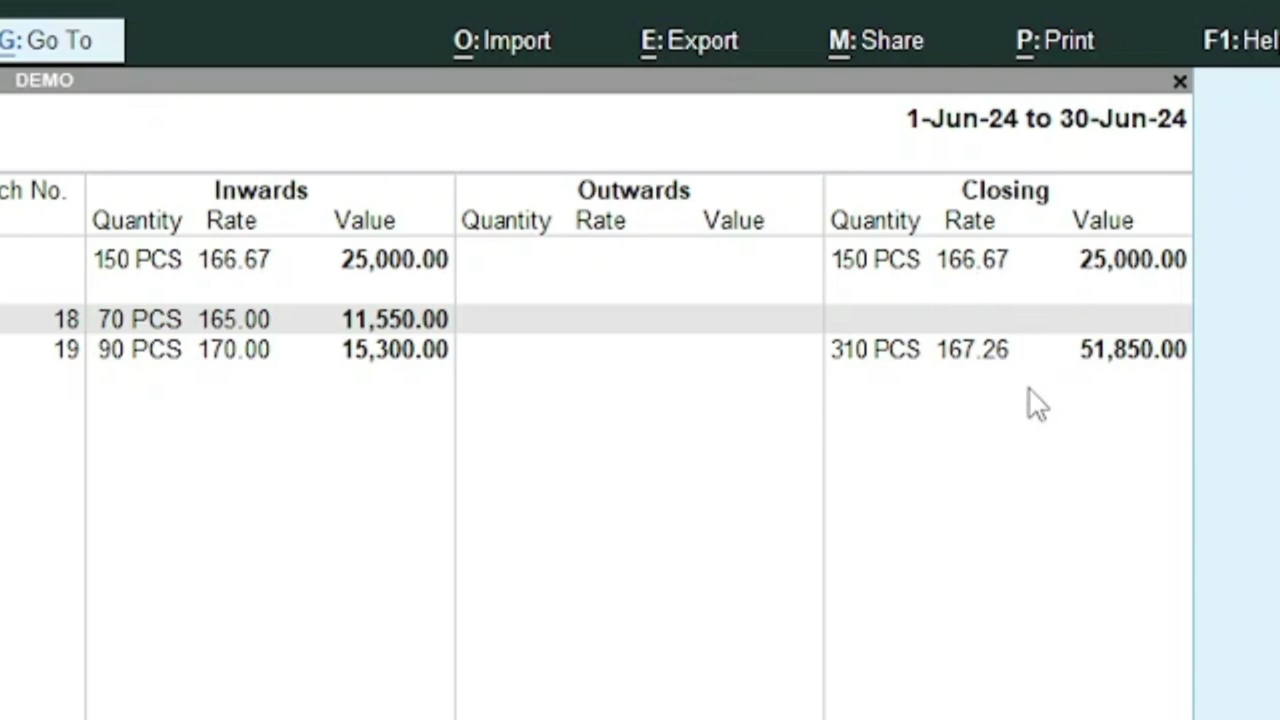 G: Go To O: Import E: Export M: Share P: Print F1: Hel
DEMO ×
1-Jun-24 to 30-Jun-24
ch No. Inwards Outwards Closing
Quantity Rate Value Quantity Rate Value Quantity Rate Value
150 PCS 166.67 25,000.00 150 PCS 166.67 25,000.00
18 70 PCS 165.00 11,550.00
19 90 PCS 170.00 15,300.00 310 PCS 167.26 51,850.00